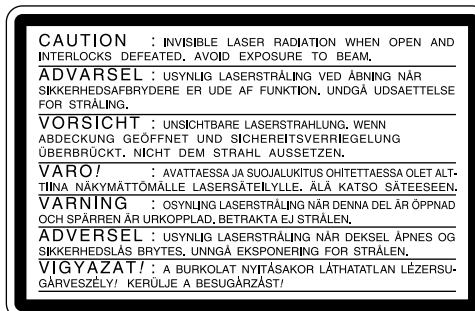 CAUTION : INVISIBLE LASER RADIATION WHEN OPEN AND
INTERLOCKS DEFEATED. AVOID EXPOSURE TO BEAM.
ADVARSEL : USYNLIG LASERSTRÅLING VED ÅBNING NÅR
SIKKERHEDSAFBRYDERE ER UDE AF FUNKTION. UNDGÅ UDSAETTELSE
FOR STRÅLING.
VORSICHT : UNSICHTBARE LASERSTRAHLUNG. WENN
ABDECKUNG GEÖFFNET UND SICHEREITSVERRIEGELUNG
ÜBERBRÜCKT. NICHT DEM STRAHL AUSSETZEN.
VARO! : AVATTAESSA JA SUOJALUKITUS OHITETTAESSA OLET ALT-
TIINA NÄKYMÄTTÖMÄLLE LASERSÄTEILYLLE. ÄLÄ KATSO SÄTEESEEN.
VARNING : OSYNLIG LASERSTRÅLNING NÄR DENNA DEL ÄR ÖPPNAD
OCH SPÄRREN ÄR URKOPPLAD. BETRAKTA EJ STRÅLEN.
ADVERSEL : USYNLIG LASERSTRÅLING NÅR DEKSEL ÅPNES OG
SIKKERHEDSLÅS BRYTES. UNNGÅ EKSPONERING FOR STRÅLEN.
VIGYAZAT! : A BURKOLAT NYITÁSAKOR LÁTHATATLAN LÉZERSU-
GÁRVESZÉLY! KERÜLJE A BESUGÁRZÁST!